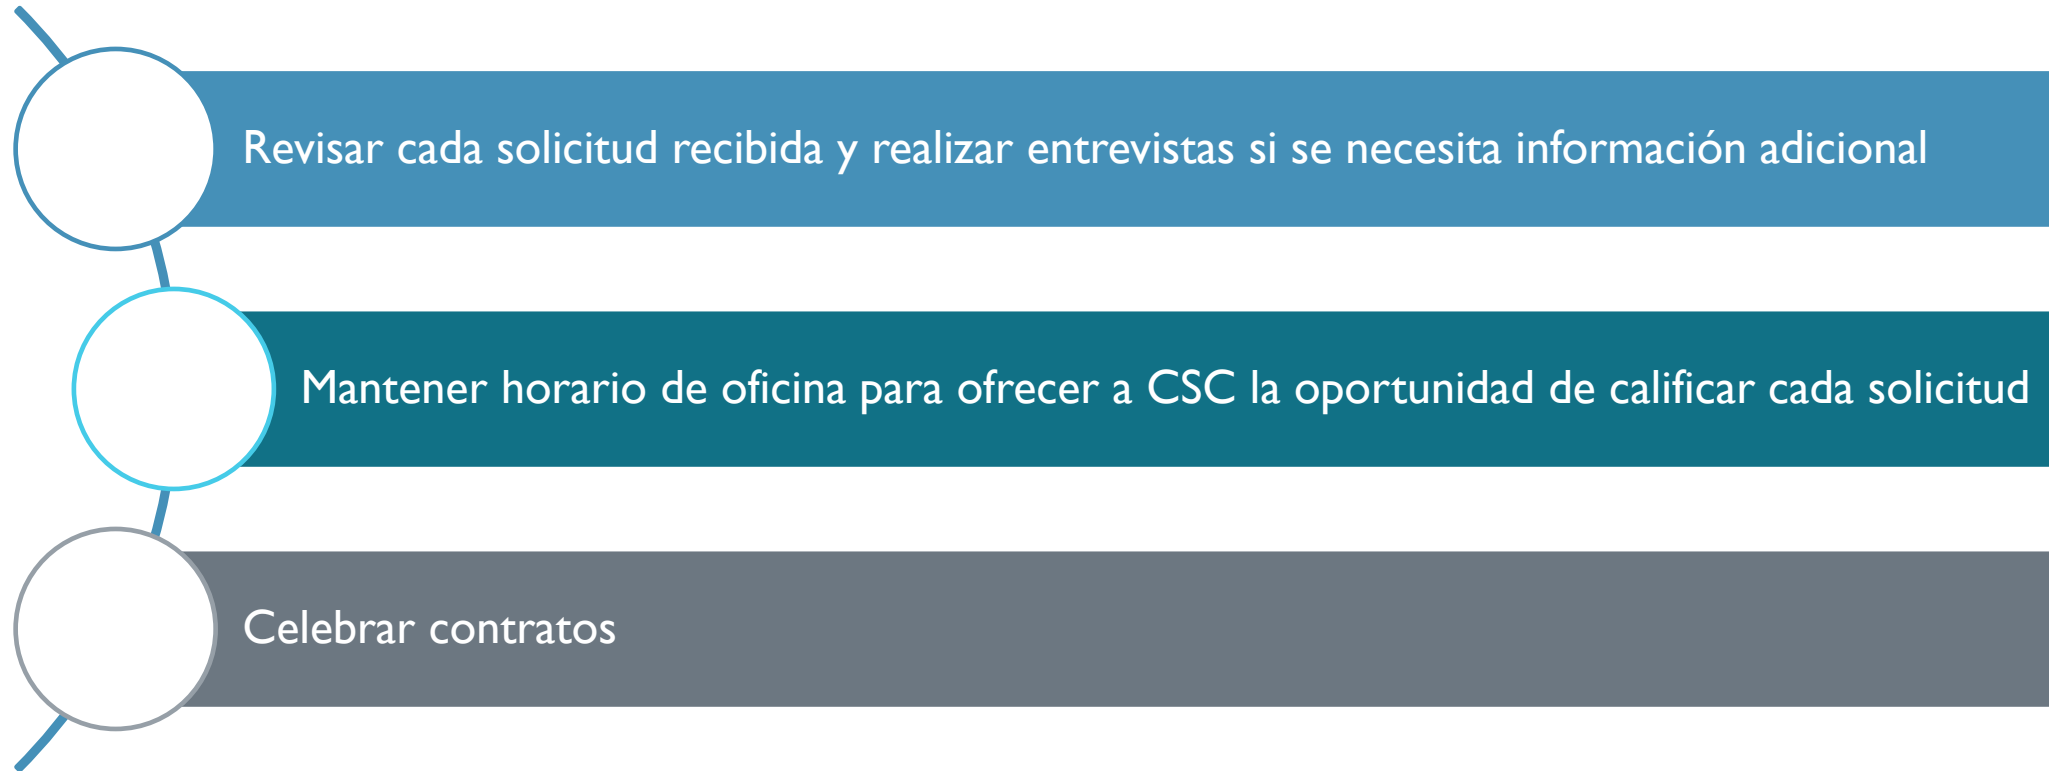 Revisar cada solicitud recibida y realizar entrevistas si se necesita información adicional
Mantener horario de oficina para ofrecer a CSC la oportunidad de calificar cada solicitud
Celebrar contratos